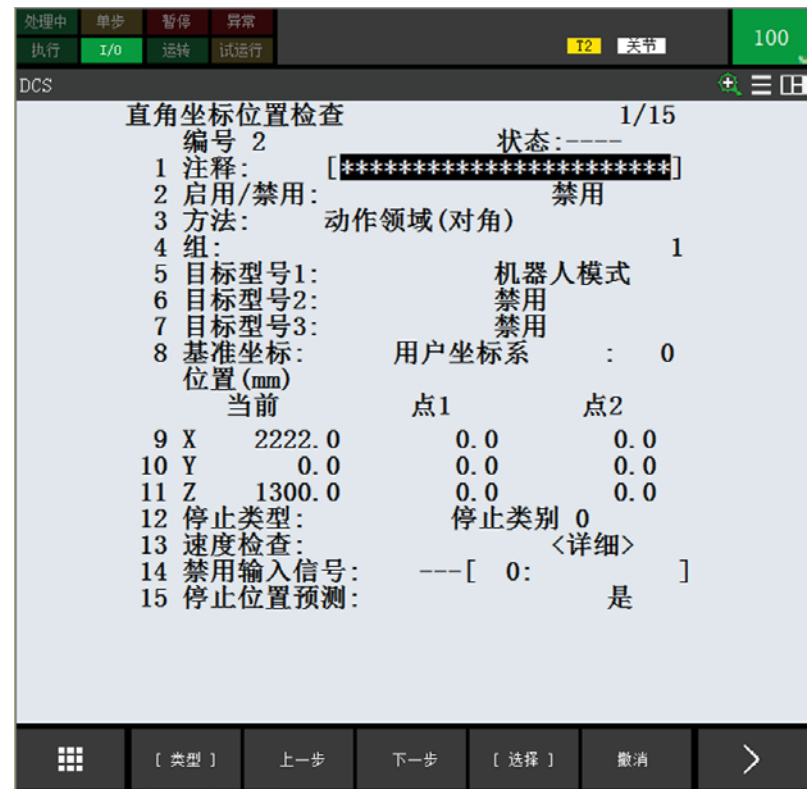 处理中 单步 暂停 异常
执行 I/O 运转 试运行 T2 关节 100
DCS
直角坐标位置检查 1/15
编号 2 状态:----
1 注释: [***********************]
2 启用/禁用: 禁用
3 方法: 动作领域(对角)
4 组: 1
5 目标型号1: 机器人模式
6 目标型号2: 禁用
7 目标型号3: 禁用
8 基准坐标: 用户坐标系 : 0
位置(mm)
当前 点1 点2
9 X 2222.0 0.0 0.0
10 Y 0.0 0.0 0.0
11 Z 1300.0 0.0 0.0
12 停止类型: 停止类别 0
13 速度检查: <详细>
14 禁用输入信号: ---[ 0: ]
15 停止位置预测: 是
[ 类型 ] 上一步 下一步 [ 选择 ] 撤消